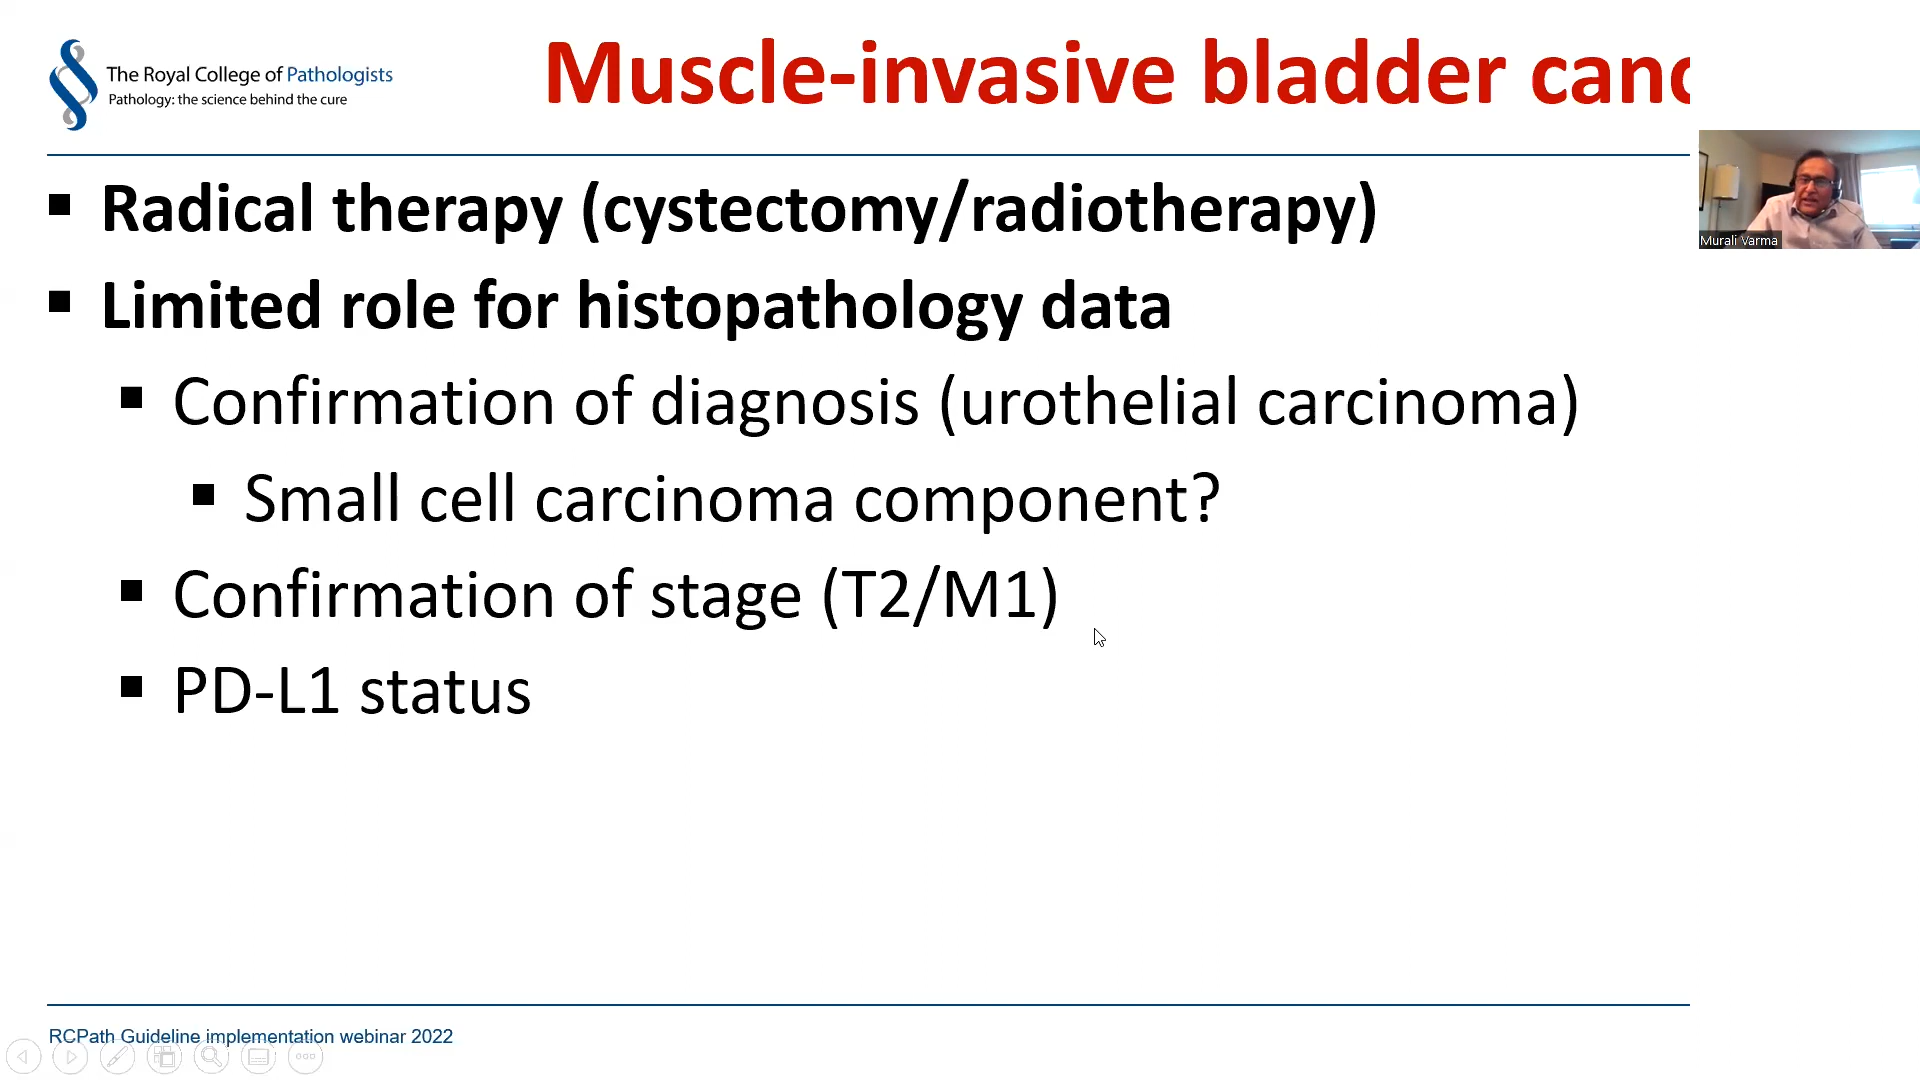 The Royal College of Pathologists
Pathology: the science behind the cure
Muscle-invasive bladder canc
Murali Varma
▪ Radical therapy (cystectomy/radiotherapy)
▪ Limited role for histopathology data
▪ Confirmation of diagnosis (urothelial carcinoma)
▪ Small cell carcinoma component?
▪ Confirmation of stage (T2/M1)
▪ PD-L1 status
RCPath Guideline implementation webinar 2022